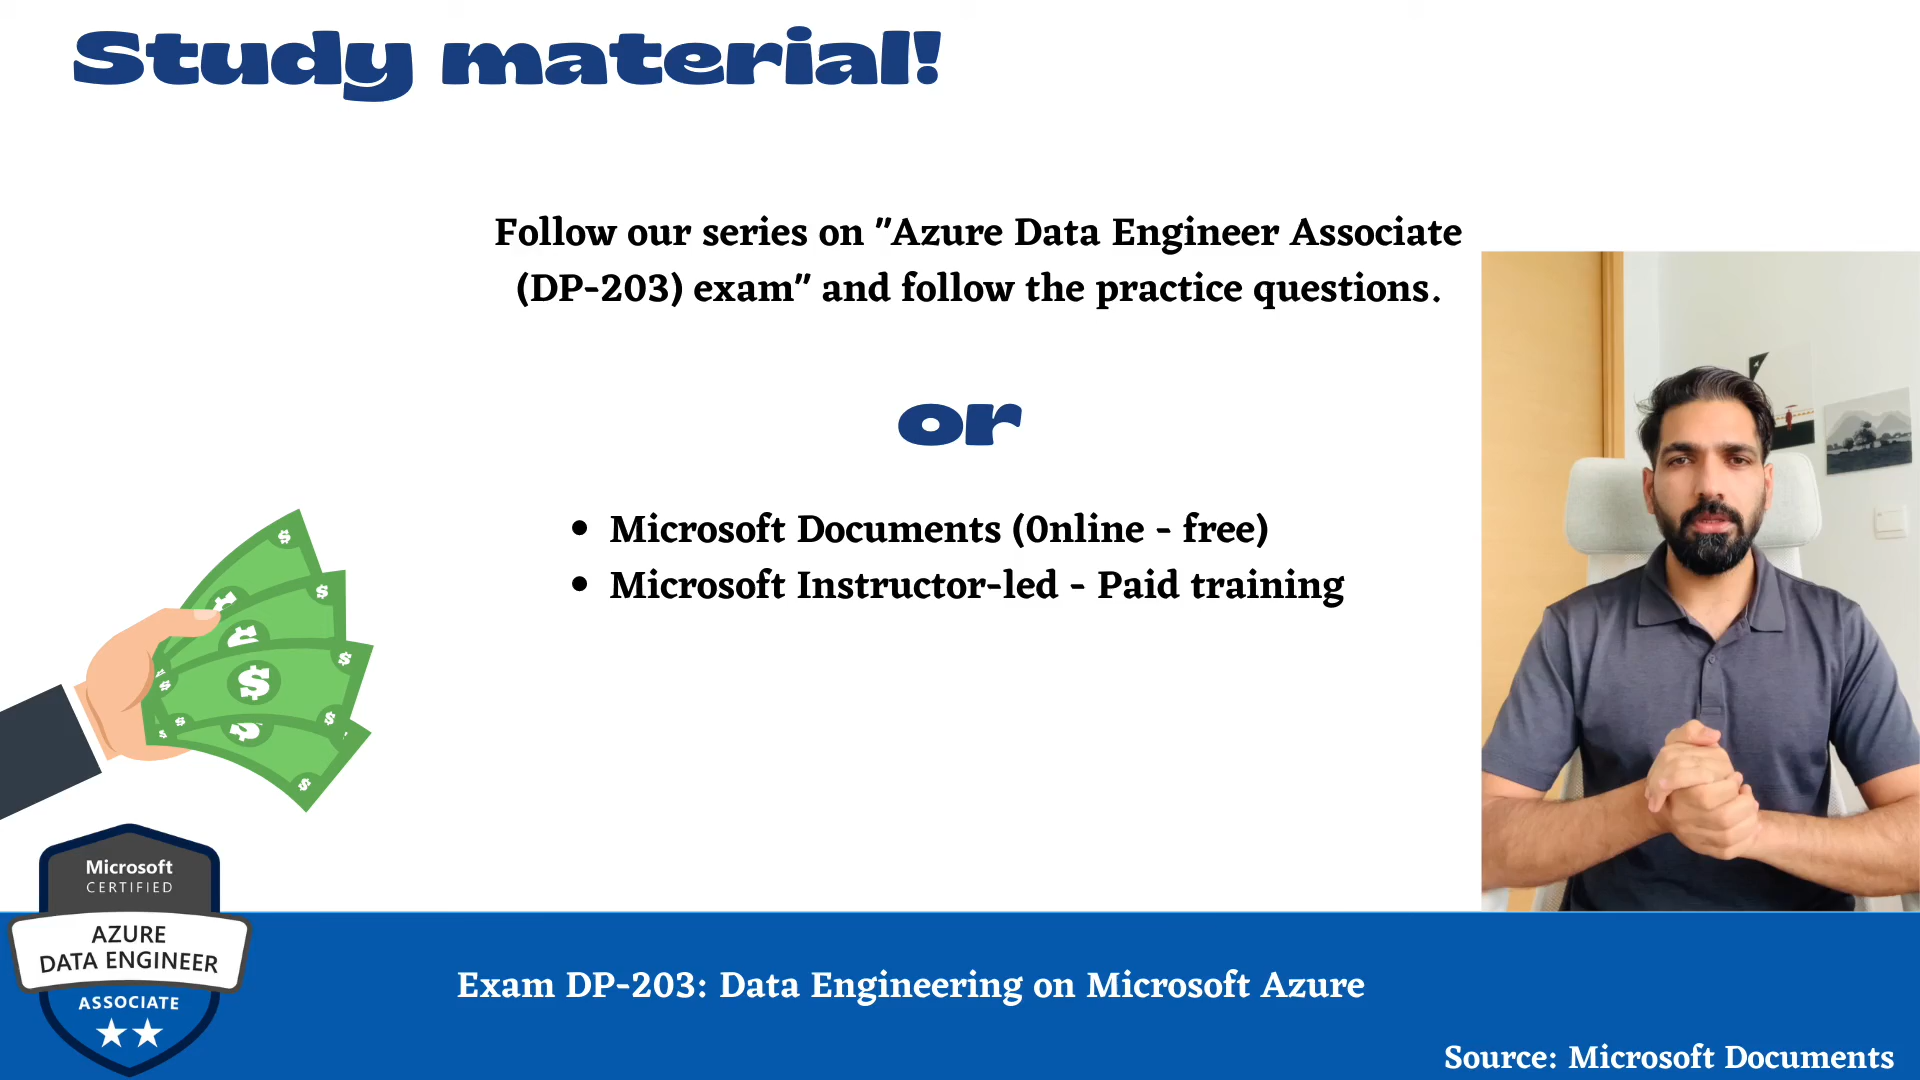 Study material!
Follow our series on "Azure Data Engineer Associate
(DP-203) exam" and follow the practice questions.
or
• Microsoft Documents (0nline - free)
• Microsoft Instructor-led - Paid training
$
$
$
$
$
$
$
$
$
$
$
$
Microsoft
CERTIFIED
AZURE
DATA ENGINEER
ASSOCIATE
Exam DP-203: Data Engineering on Microsoft Azure
Source: Microsoft Documents